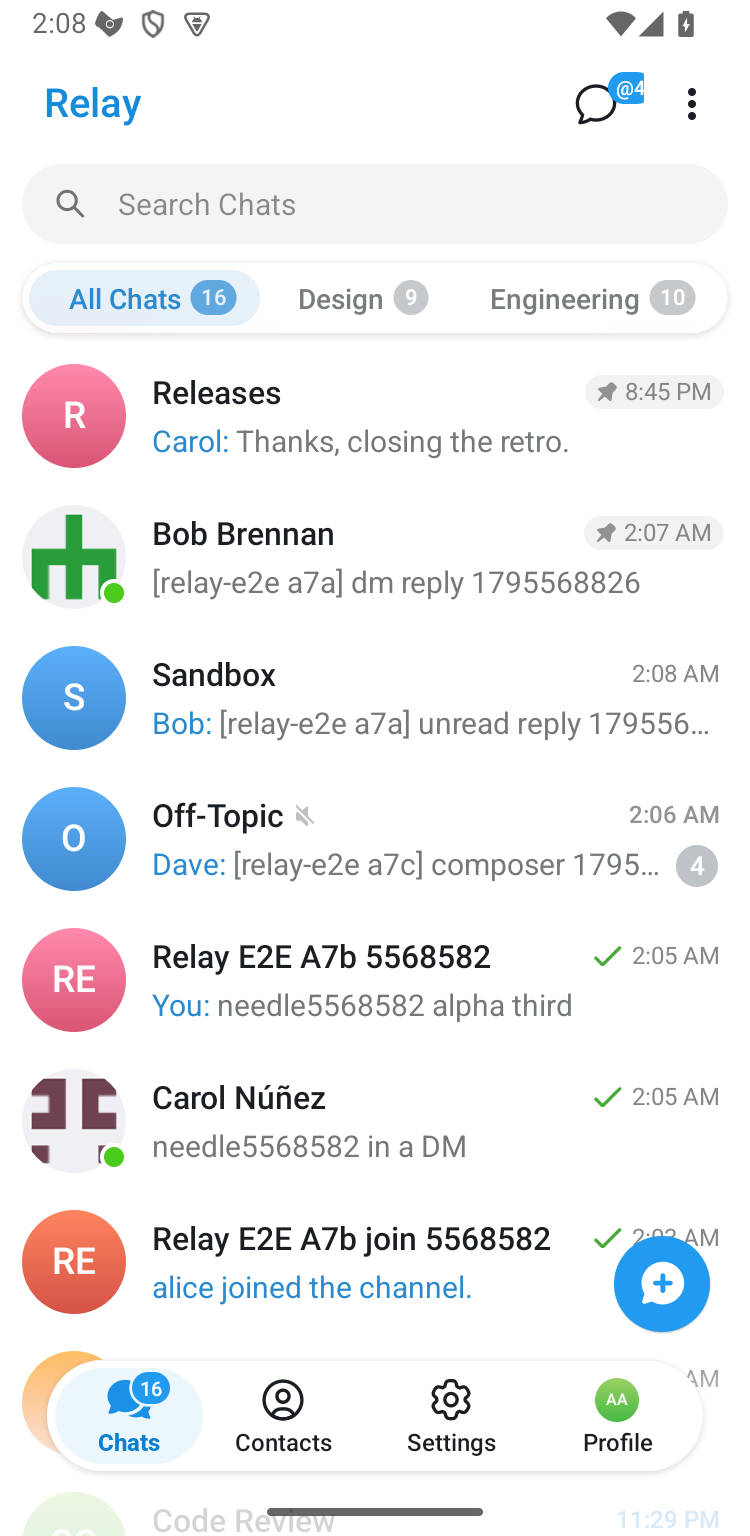 2:08
Relay
@4
Search Chats
All Chats 16
Design 9
Engineering 10
R
Releases
8:45 PM
Carol: Thanks, closing the retro.
Bob Brennan
2:07 AM
[relay-e2e a7a] dm reply 1795568826
S
Sandbox
2:08 AM
Bob: [relay-e2e a7a] unread reply 179556…
O
Off-Topic
2:06 AM
Dave: [relay-e2e a7c] composer 1795…
4
RE
Relay E2E A7b 5568582
2:05 AM
You: needle5568582 alpha third
Carol Núñez
2:05 AM
needle5568582 in a DM
RE
Relay E2E A7b join 5568582
AM
alice joined the channel.
AM
16
AA
Chats
Contacts
Settings
Profile
Code Review
11:29 PM